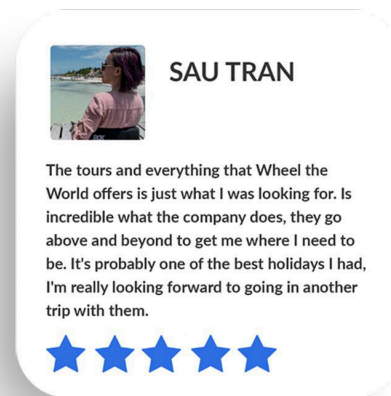 SAU TRAN
The tours and everything that Wheel the
World offers is just what I was looking for. Is
incredible what the company does, they go
above and beyond to get me where I need to
be. It's probably one of the best holidays I had,
I'm really looking forward to going in another
trip with them.